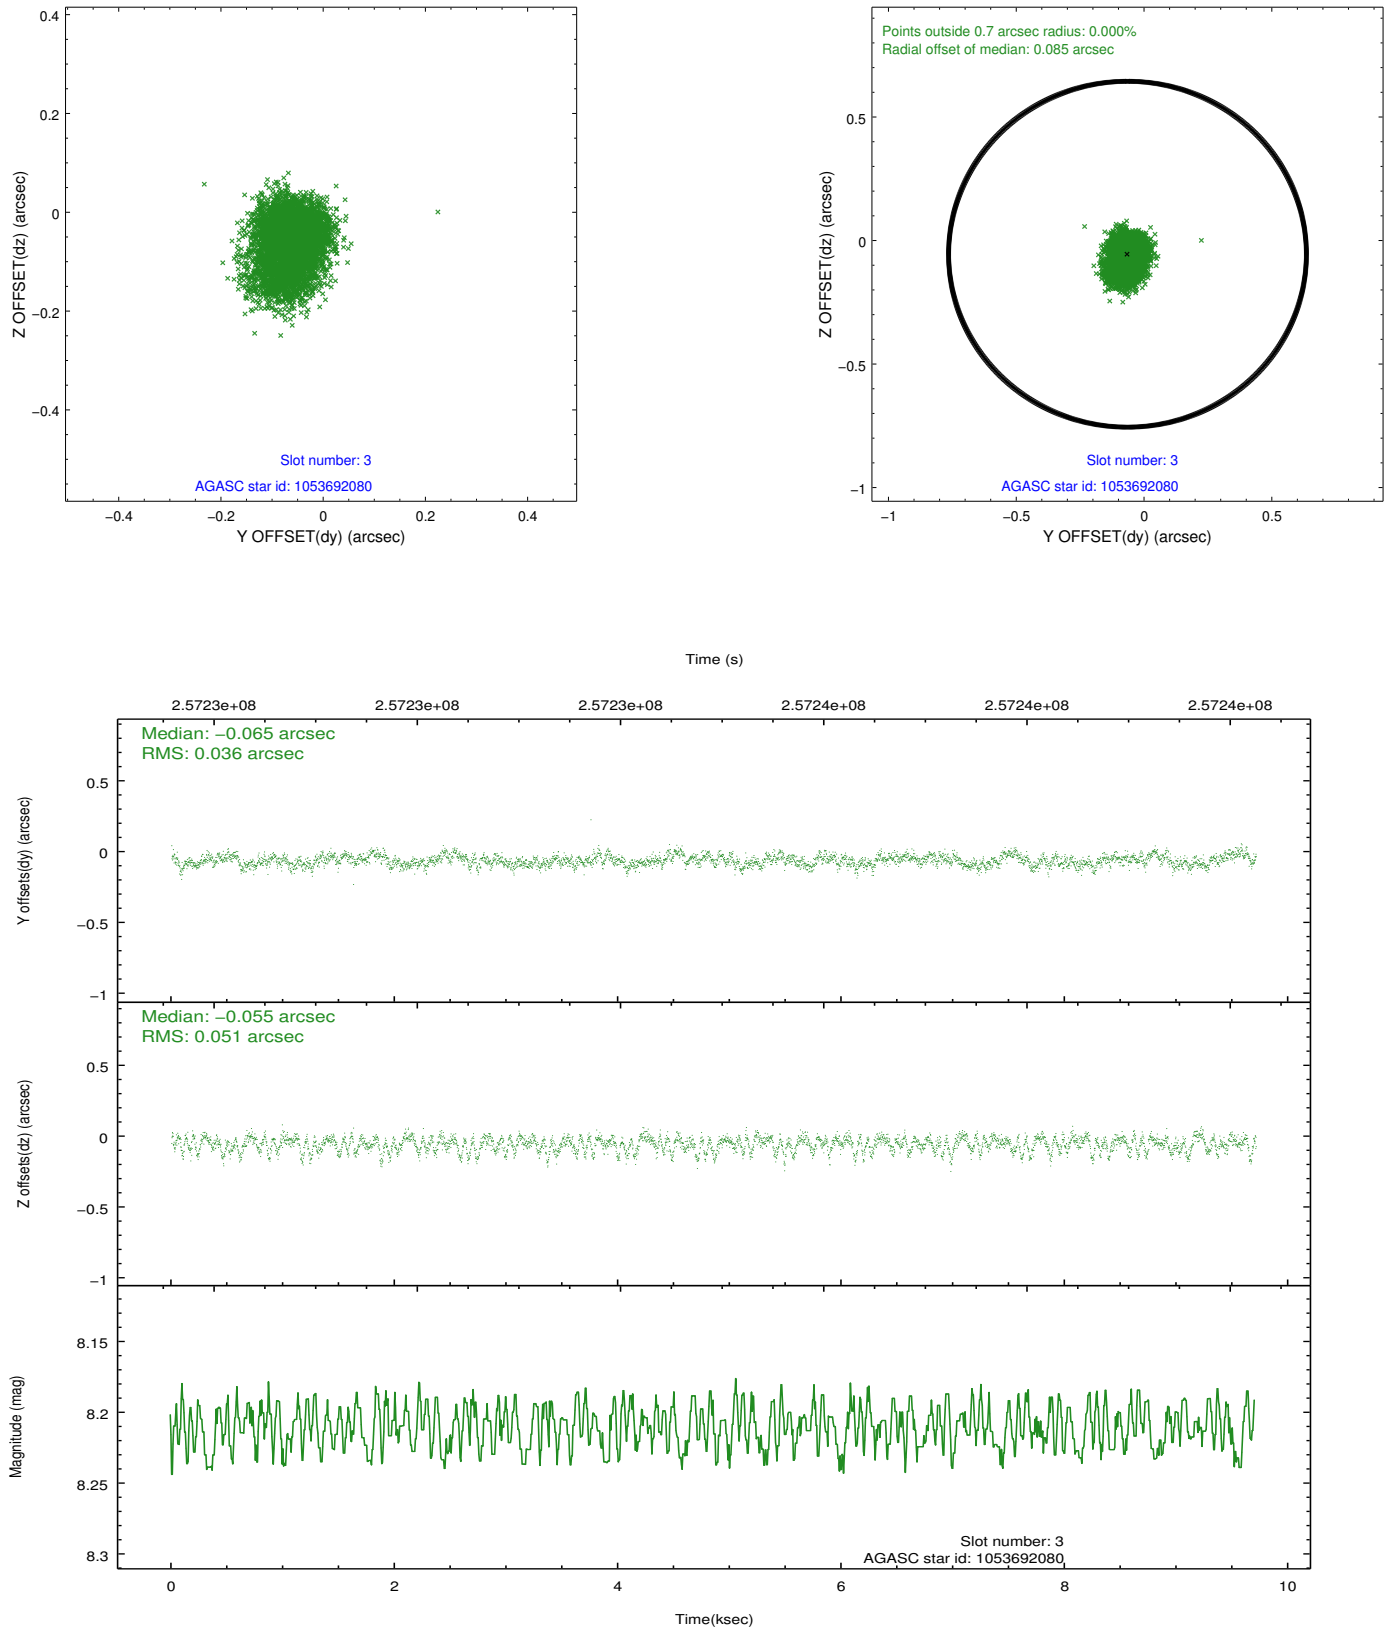 0.4
0.2
0
−0.2
−0.4
Z OFFSET(dz) (arcsec)
Slot number: 3
AGASC star id: 1053692080
−0.4
−0.2
0
0.2
0.4
Y OFFSET(dy) (arcsec)
Points outside 0.7 arcsec radius: 0.000%
Radial offset of median: 0.085 arcsec
0.5
0
−0.5
−1
Z OFFSET(dz) (arcsec)
Slot number: 3
AGASC star id: 1053692080
−1
−0.5
0
0.5
Y OFFSET(dy) (arcsec)
Time (s)
2.5723e+08
2.5723e+08
2.5723e+08
2.5724e+08
2.5724e+08
2.5724e+08
Median: −0.065 arcsec
RMS: 0.036 arcsec
0.5
0
−0.5
−1
Y offsets(dy) (arcsec)
Median: −0.055 arcsec
RMS: 0.051 arcsec
0.5
0
−0.5
−1
Z offsets(dz) (arcsec)
8.15
8.2
8.25
8.3
Magnitude (mag)
Slot number: 3
AGASC star id: 1053692080
0
2
4
6
8
10
Time(ksec)